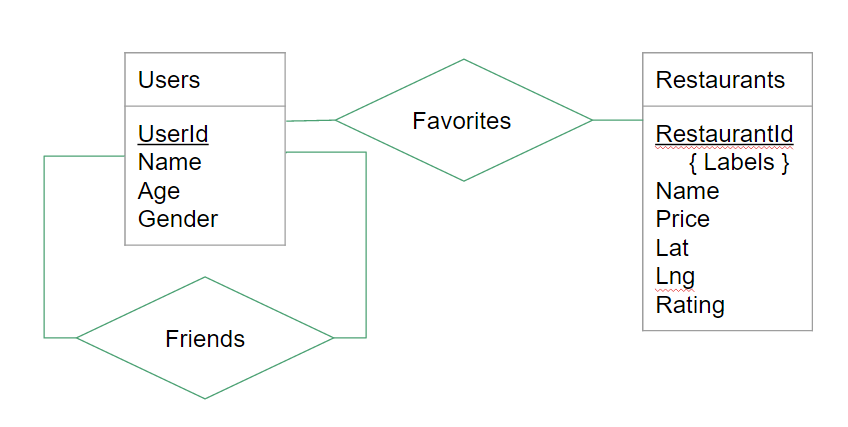 Users
UserId
Name
Age
Gender
Favorites
Restaurants
RestaurantId
{ Labels }
Name
Price
Lat
Lng
Rating
Friends